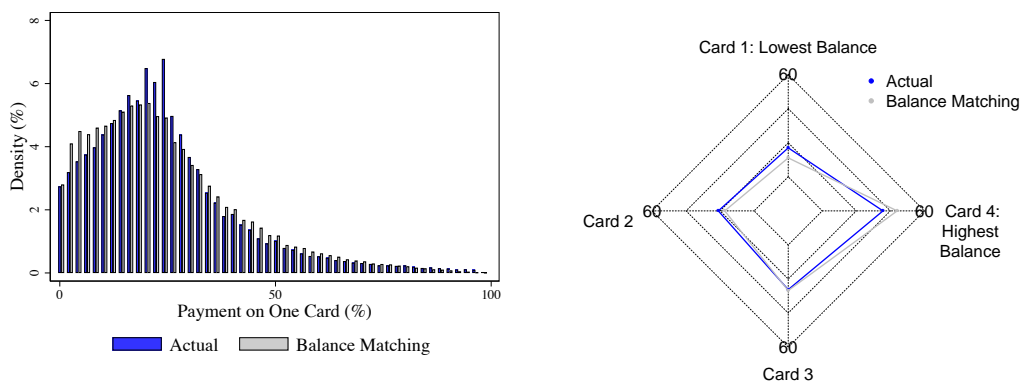 8
6
4
2
0
Density (%)
0 50 100
Payment on One Card (%)
Actual Balance Matching
Card 1: Lowest Balance
60
Actual
Balance Matching
Card 2 60
60 Card 4:
Highest
Balance
60
Card 3